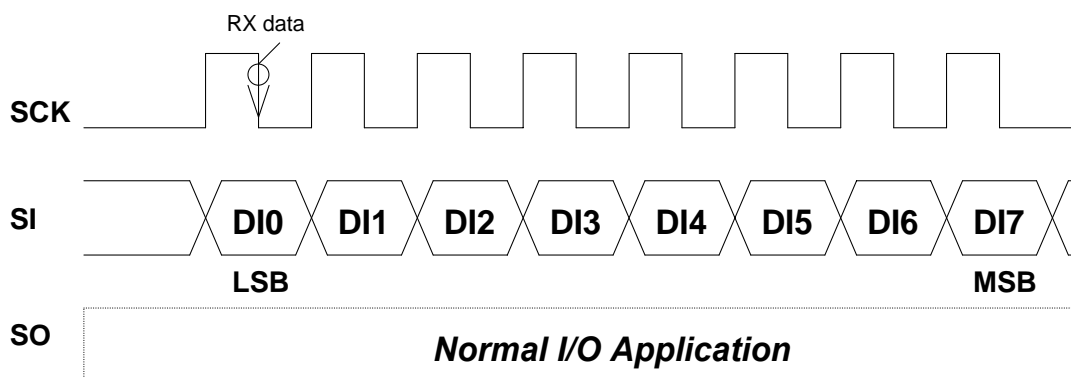 RX data
SCK
SI DI0 DI1 DI2 DI3 DI4 DI5 DI6 DI7
LSB MSB
SO Normal I/O Application